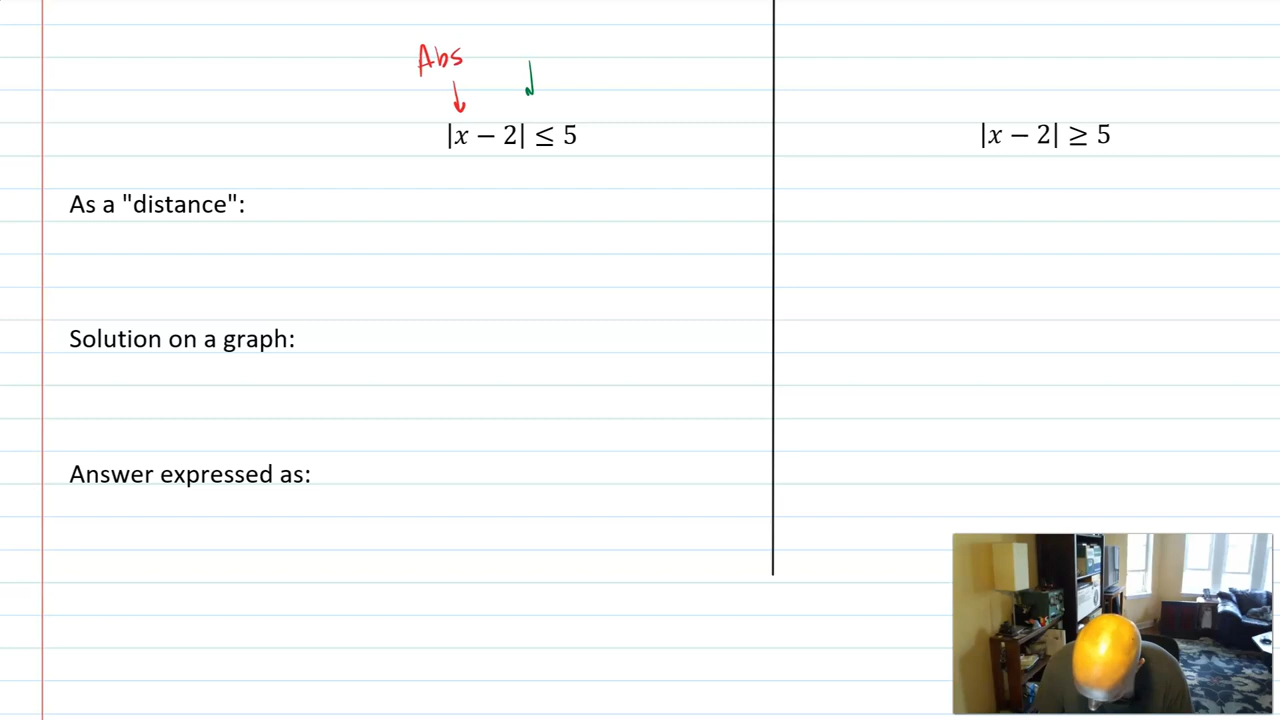 Abs
|x − 2| ≤ 5
|x − 2| ≥ 5
As a "distance":
Solution on a graph:
Answer expressed as: